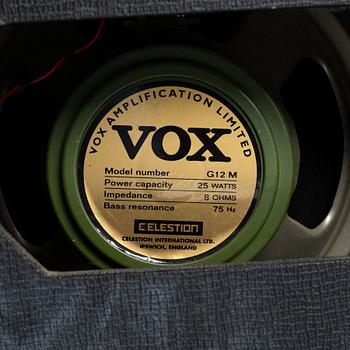 VOX AMPLIFICATION LIMITED
VOX
Model number G12 M
Power capacity 25 WATTS
Impedance 8 OHMS
Bass resonance 75 Hz
CELESTION
CELESTION INTERNATIONAL LTD.
IPSWICH, ENGLAND